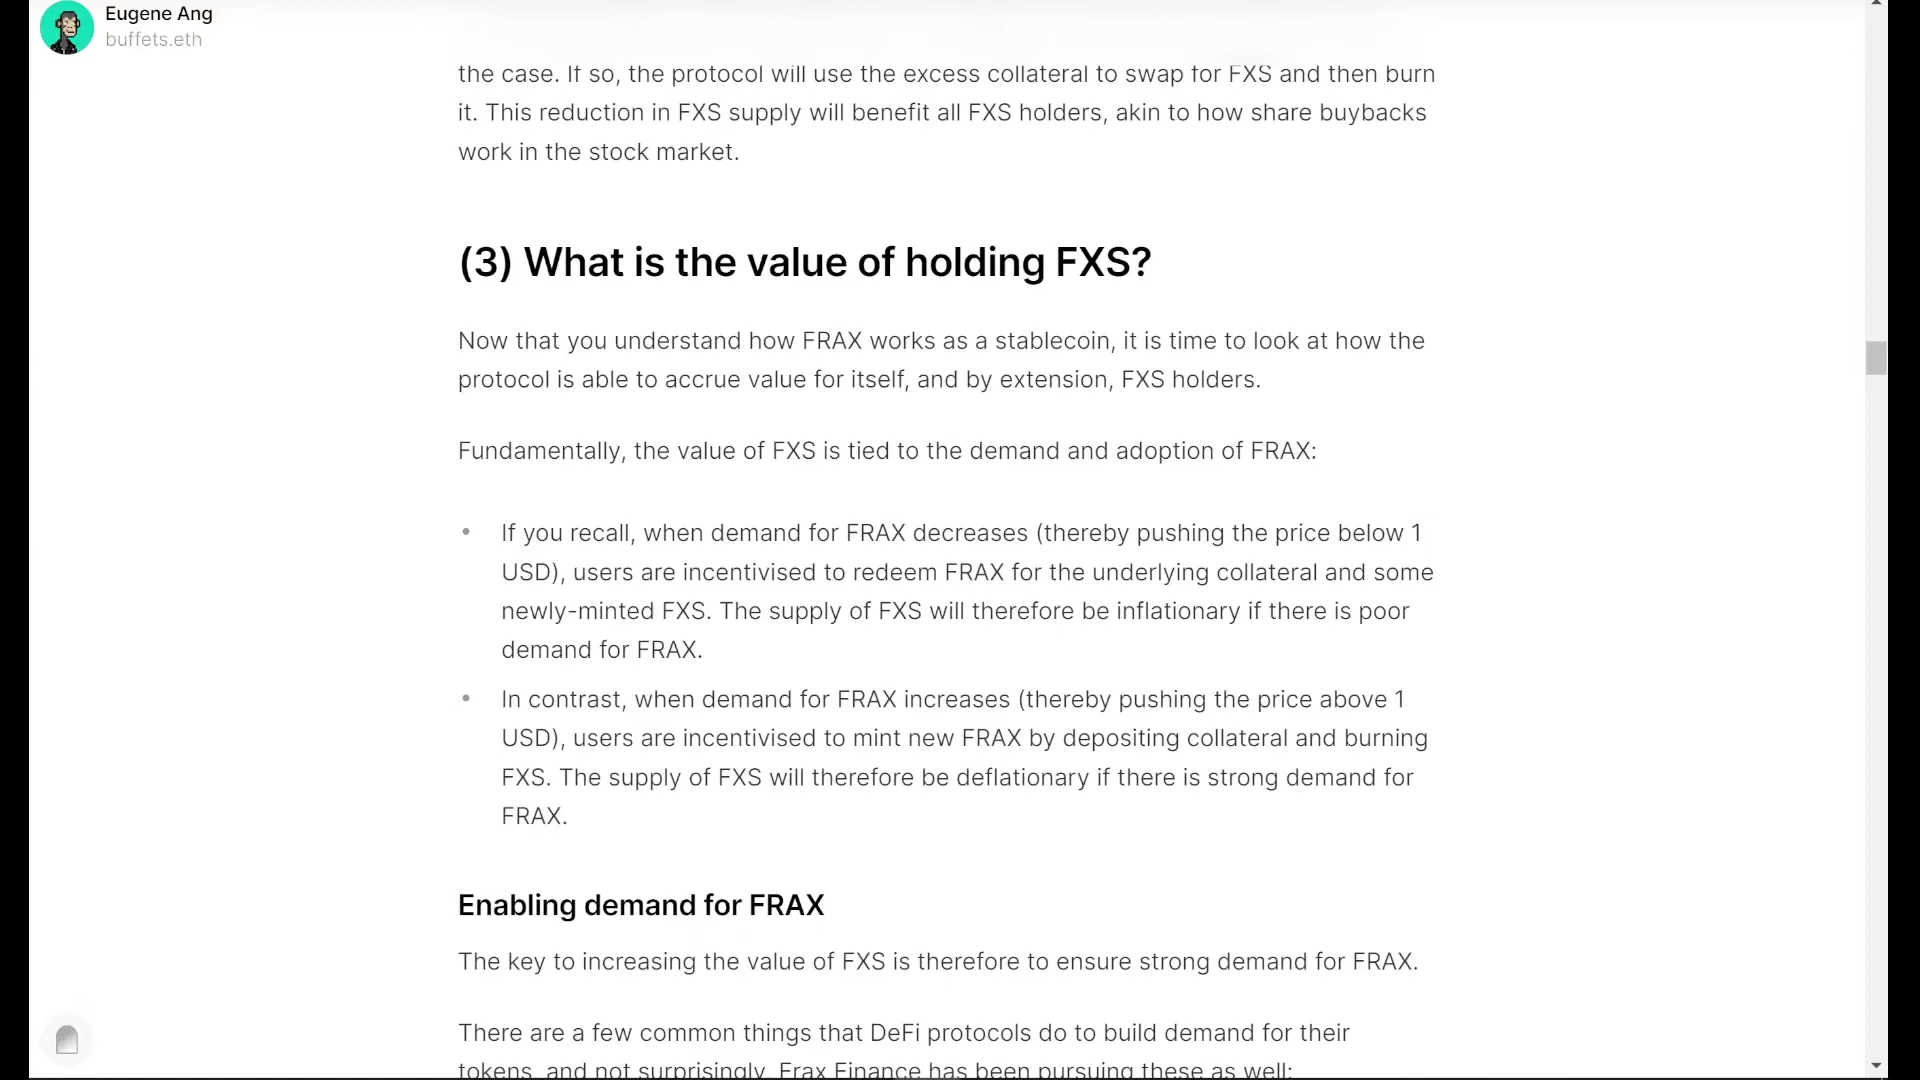 Eugene Ang
buffets.eth
the case. If so, the protocol will use the excess collateral to swap for FXS and then burn
it. This reduction in FXS supply will benefit all FXS holders, akin to how share buybacks
work in the stock market.
(3) What is the value of holding FXS?
Now that you understand how FRAX works as a stablecoin, it is time to look at how the
protocol is able to accrue value for itself, and by extension, FXS holders.
Fundamentally, the value of FXS is tied to the demand and adoption of FRAX:
• If you recall, when demand for FRAX decreases (thereby pushing the price below 1
USD), users are incentivised to redeem FRAX for the underlying collateral and some
newly-minted FXS. The supply of FXS will therefore be inflationary if there is poor
demand for FRAX.
• In contrast, when demand for FRAX increases (thereby pushing the price above 1
USD), users are incentivised to mint new FRAX by depositing collateral and burning
FXS. The supply of FXS will therefore be deflationary if there is strong demand for
FRAX.
Enabling demand for FRAX
The key to increasing the value of FXS is therefore to ensure strong demand for FRAX.
There are a few common things that DeFi protocols do to build demand for their
tokens, and not surprisingly, Frax Finance has been pursuing these as well: